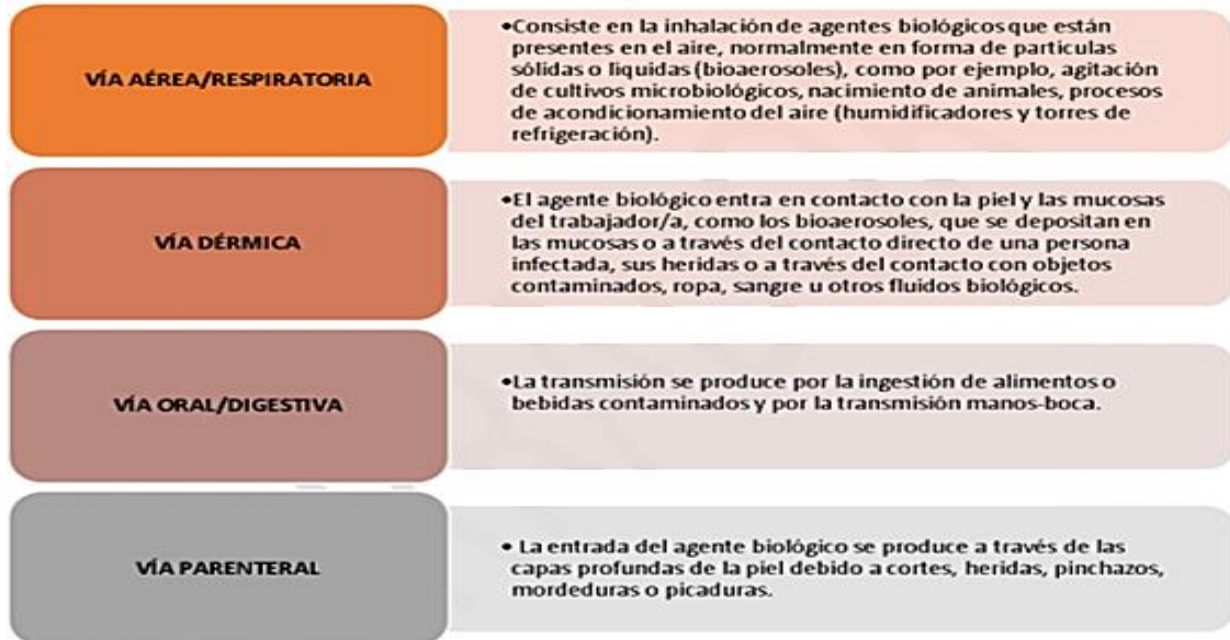 VÍA AÉREA/RESPIRATORIA
•Consiste en la inhalación de agentes biológicos que están
presentes en el aire, normalmente en forma de partículas
sólidas o liquidas (bioaerosoles), como por ejemplo, agitación
de cultivos microbiológicos, nacimiento de animales, procesos
de acondicionamiento del aire (humidificadores y torres de
refrigeración).
VÍA DÉRMICA
•El agente biológico entra en contacto con la piel y las mucosas
del trabajador/a, como los bioaerosoles, que se depositan en
las mucosas o a través del contacto directo de una persona
infectada, sus heridas o a través del contacto con objetos
contaminados, ropa, sangre u otros fluidos biológicos.
VÍA ORAL/DIGESTIVA
•La transmisión se produce por la ingestión de alimentos o
bebidas contaminados y por la transmisión manos-boca.
VÍA PARENTERAL
• La entrada del agente biológico se produce a través de las
capas profundas de la piel debido a cortes, heridas, pinchazos,
mordeduras o picaduras.